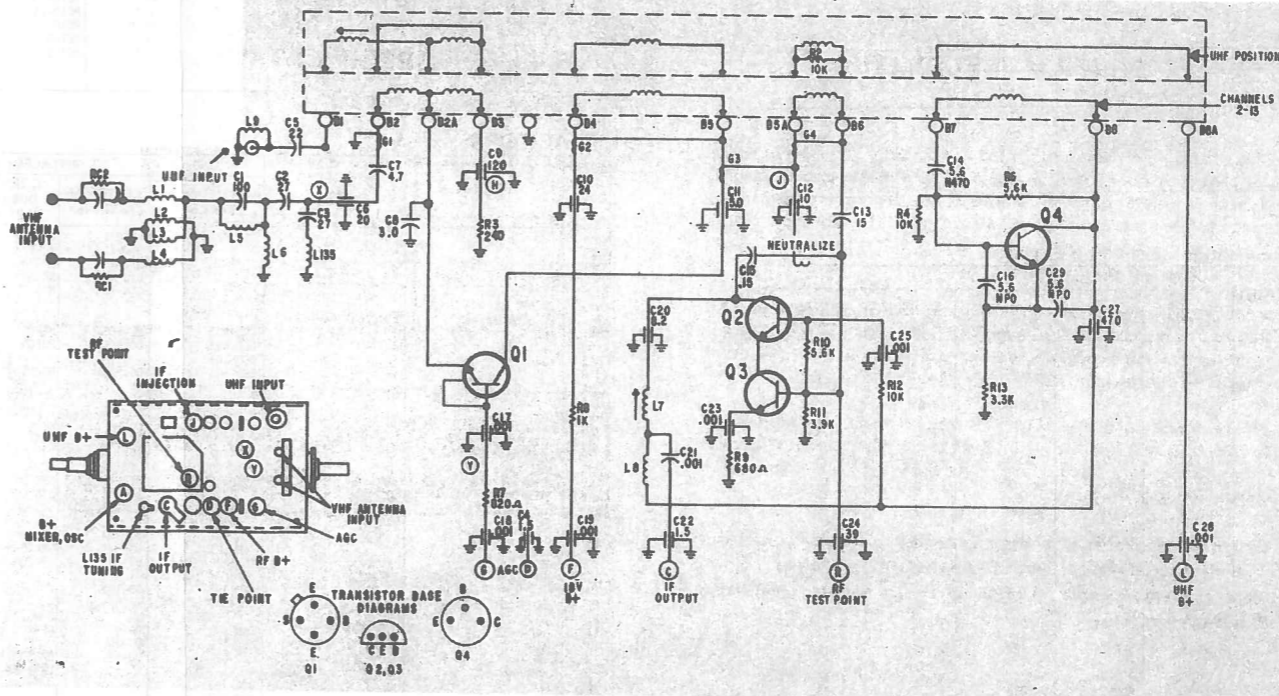 R2
10K
UHF POSITION
CHANNELS
2-13
B1
B2
B2A
B3
B4
B5
B5A
B6
B7
B8
B8A
L9
C5
22
G1
G2
G3
G4
UHF INPUT
RC2
L1
L2
L3
L4
RC1
VHF
ANTENNA
INPUT
C1
100
C2
27
L5
L6
X
27
L135
C6
20
C7
4.7
C8
3.0
C9
120
H
R3
240
C10
24
C11
5.0
J
C12
10
C13
15
NEUTRALIZE
C15
.15
C14
5.6
N470
R6
5.6K
R4
10K
Q4
C16
5.6
NPO
C29
5.6
NPO
C27
470
R13
3.3K
Q1
C17
.001
Y
R7
820Ω
C18
.001
C4
1.5
E
AGC
D
R8
1K
C19
.001
F
18V
B+
C20
8.2
L7
L8
C21
.001
C22
1.5
C
IF
OUTPUT
Q2
Q3
R10
5.6K
R11
3.9K
C23
.001
R9
680Ω
C25
.001
R12
10K
C24
39
RF
TEST POINT
C26
.001
L
UHF
B+
RF
TEST POINT
IF
INJECTION
UHF INPUT
UHF B+
L
J
X
Y
A
C
D
F
B+
MIXER,OSC
L135 IF
TUNING
IF
OUTPUT
TIE POINT
RF B+
AGC
VHF ANTENNA
INPUT
TRANSISTOR BASE
DIAGRAMS
E
S
B
E
Q1
C E B
Q2,Q3
B
E
C
Q4